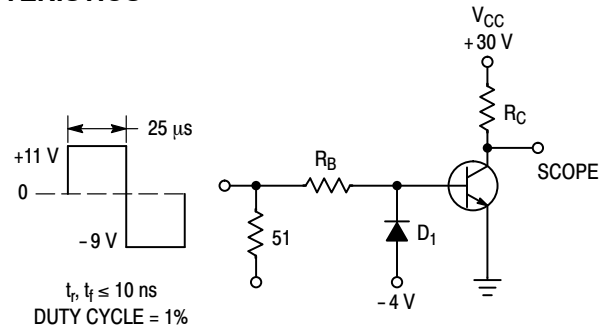 V_CC
+30 V
25 μs
+11 V
0
-9 V
t_r, t_f ≤ 10 ns
DUTY CYCLE = 1%
R_B
51
D_1
-4 V
R_C
SCOPE